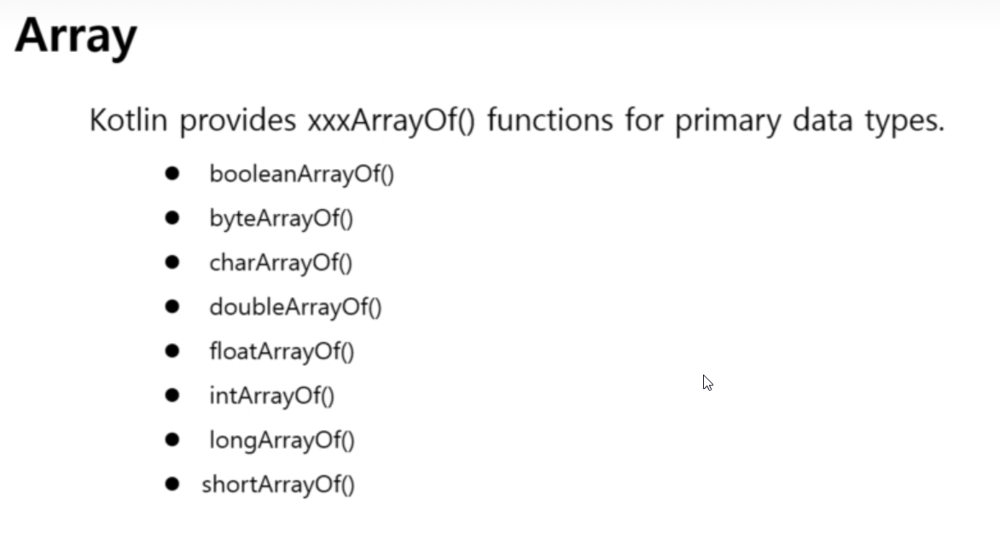 Array
Kotlin provides xxxArrayOf() functions for primary data types.
● booleanArrayOf()
● byteArrayOf()
● charArrayOf()
● doubleArrayOf()
● floatArrayOf()
● intArrayOf()
● longArrayOf()
● shortArrayOf()